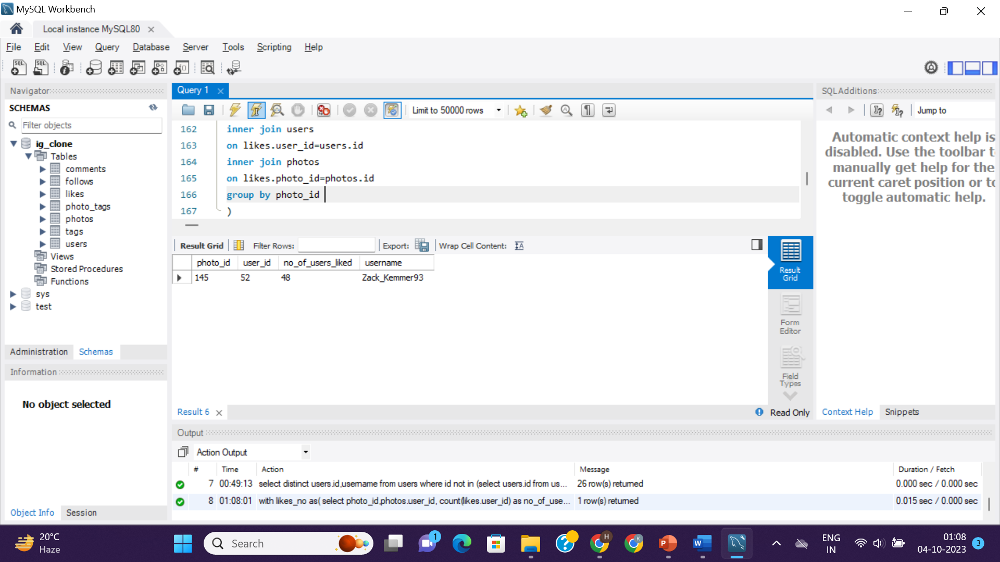 MySQL Workbench
Local instance MySQL80
File Edit View Query Database Server Tools Scripting Help
Navigator
SCHEMAS
Filter objects
ig_clone
Tables
comments
follows
likes
photo_tags
photos
tags
users
Views
Stored Procedures
Functions
sys
test
Administration Schemas
Information
No object selected
Object Info Session
Query 1
Limit to 50000 rows
162 inner join users
163 on likes.user_id=users.id
164 inner join photos
165 on likes.photo_id=photos.id
166 group by photo_id
167 )
Result Grid Filter Rows: Export: Wrap Cell Content:
photo_id user_id no_of_users_liked username
145 52 48 Zack_Kemmer93
Result Grid
Form Editor
Field Types
Result 6
Read Only
SQLAdditions
Jump to
Automatic context help is
disabled. Use the toolbar t
manually get help for the
current caret position or to
toggle automatic help.
Context Help Snippets
Output
Action Output
# Time Action Message Duration / Fetch
7 00:49:13 select distinct users.id,username from users where id not in (select users.id from us... 26 row(s) returned 0.000 sec / 0.000 sec
8 01:08:01 with likes_no as( select photo_id,photos.user_id, count(likes.user_id) as no_of_use... 1 row(s) returned 0.015 sec / 0.000 sec
20°C
Haze
Search
1
H
K
P
W
ENG
IN
01:08
04-10-2023
3